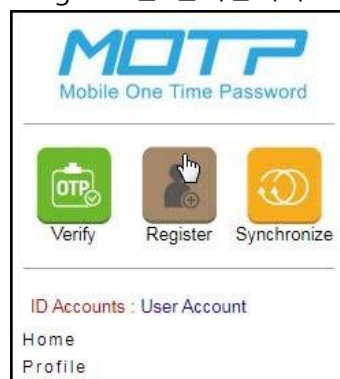 MOTP
Mobile One Time Password
OTP
Verify
Register
Synchronize
ID Accounts : User Account
Home
Profile